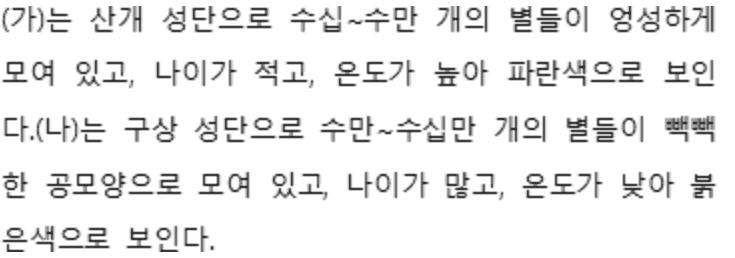 (가)는 산개 성단으로 수십~수만 개의 별들이 엉성하게
모여 있고, 나이가 적고, 온도가 높아 파란색으로 보인
다.(나)는 구상 성단으로 수만~수십만 개의 별들이 빽빽
한 공모양으로 모여 있고, 나이가 많고, 온도가 낮아 붉
은색으로 보인다.